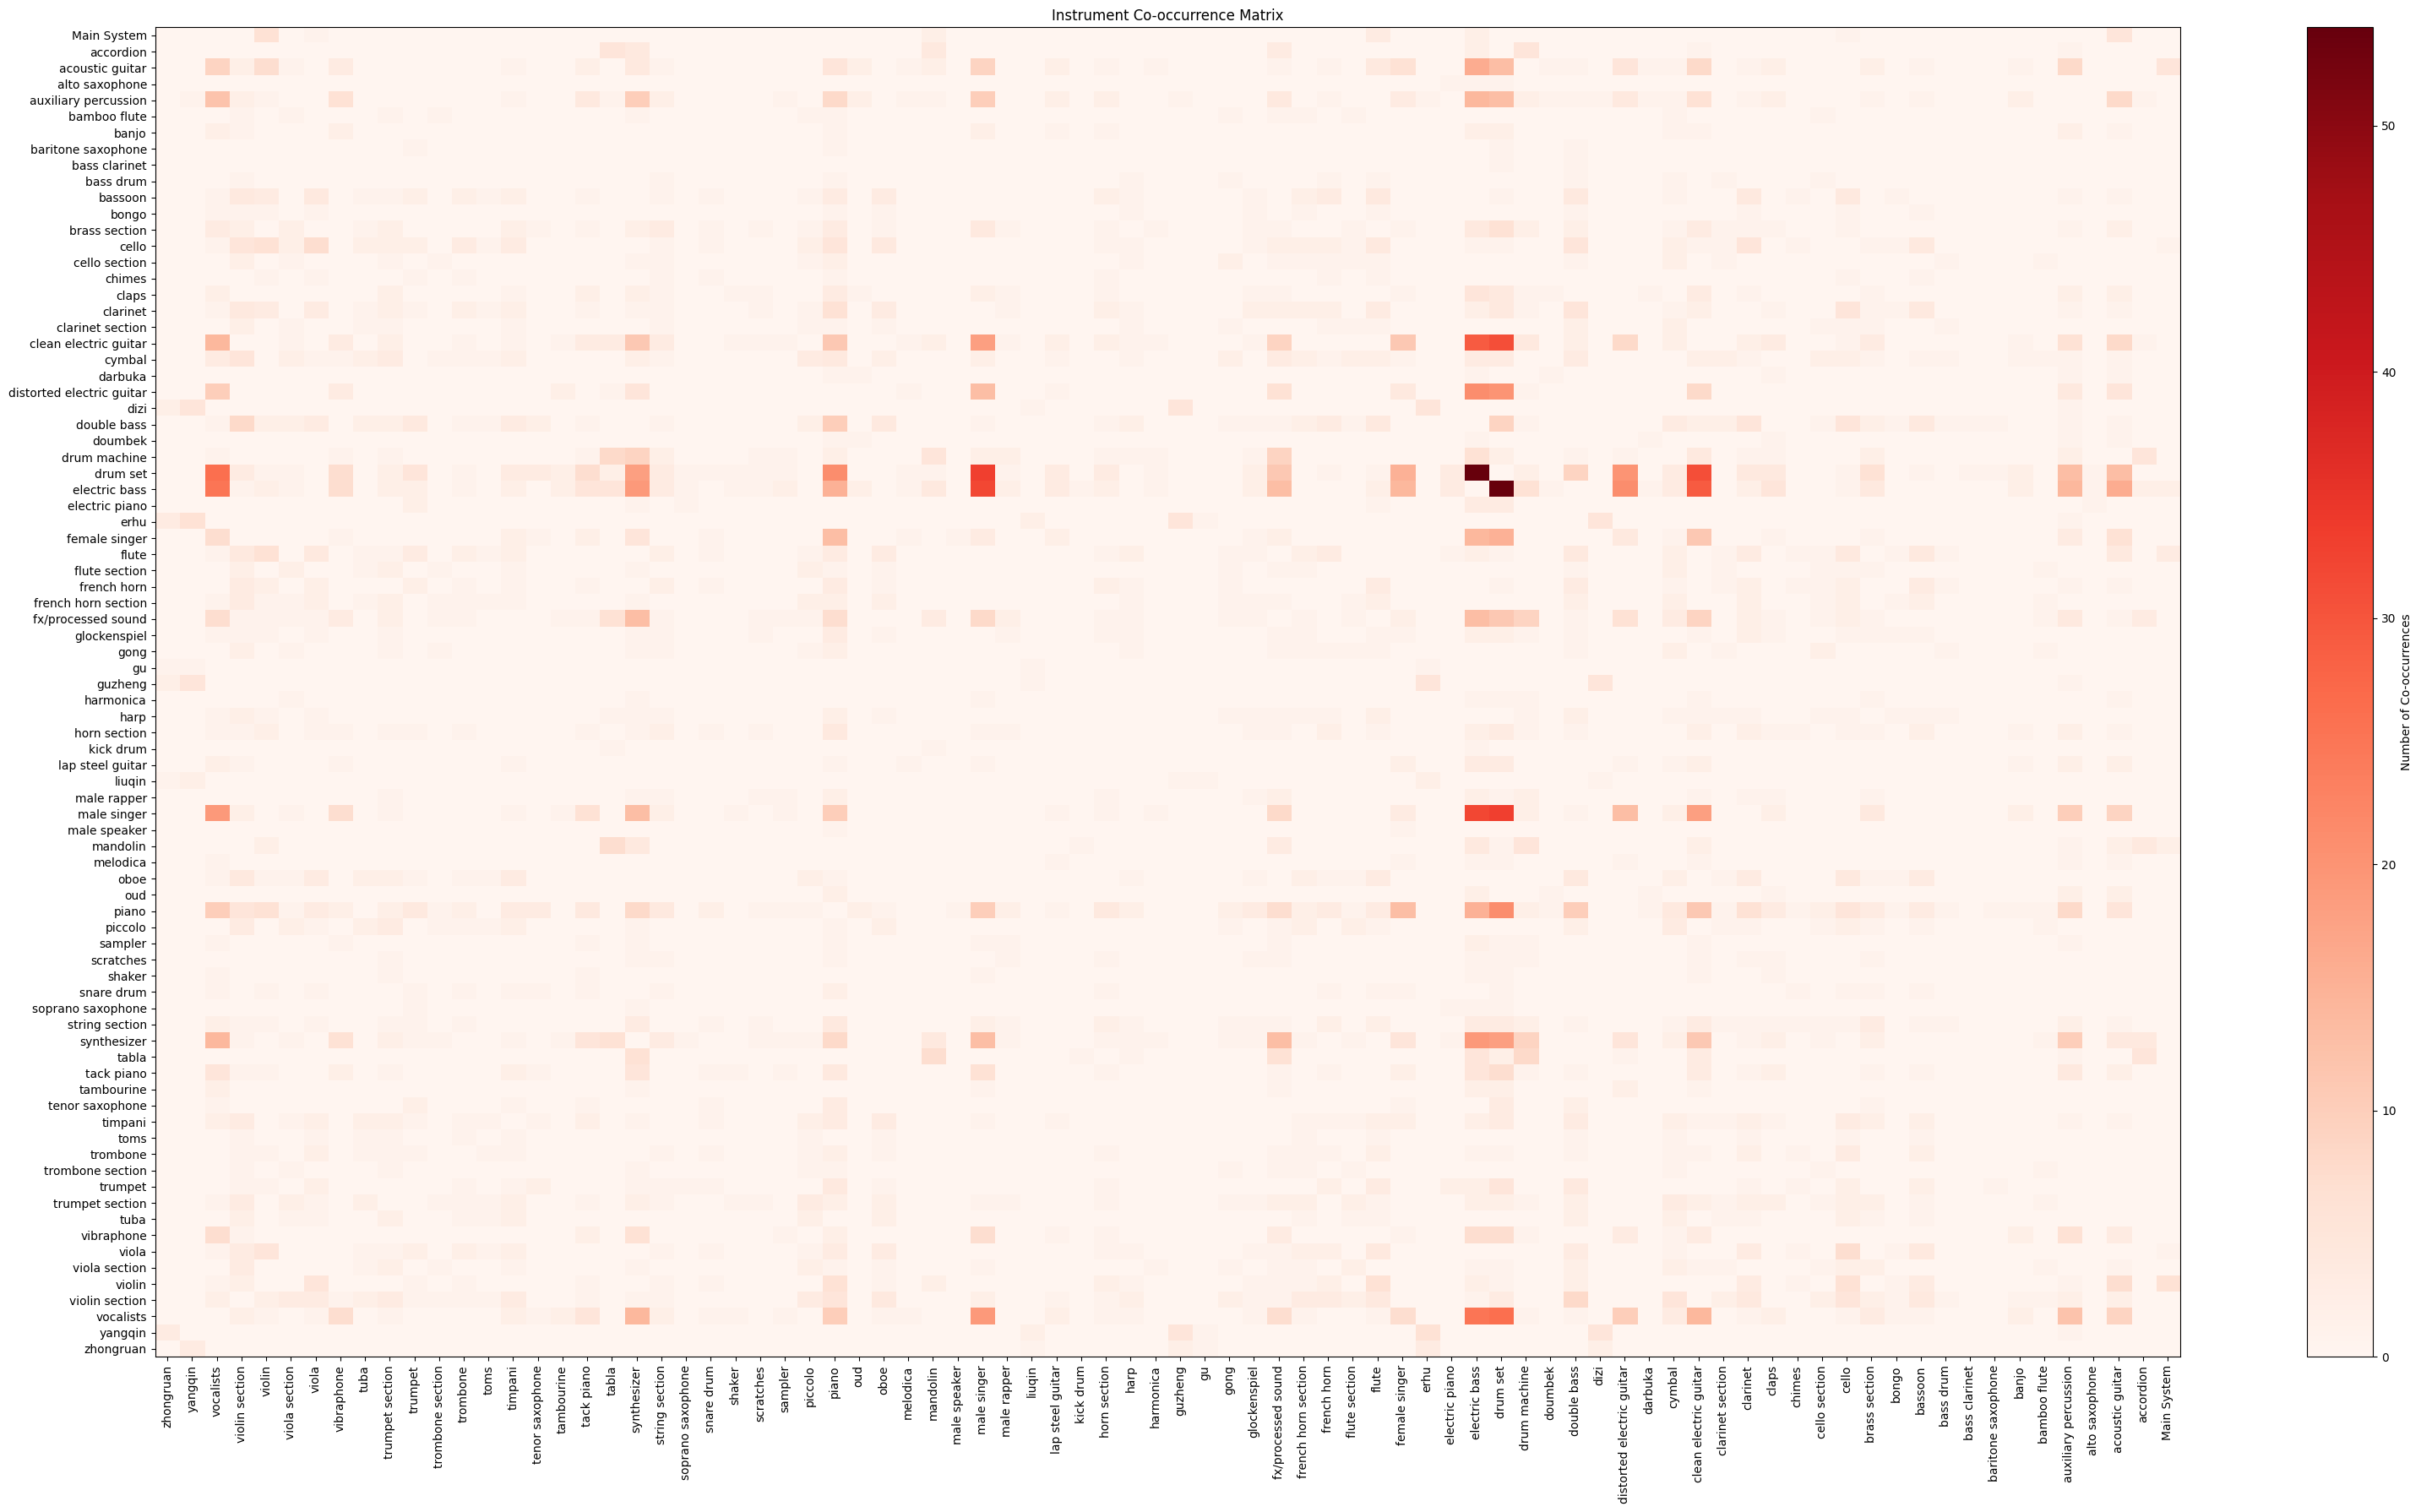 Instrument Co-occurrence Matrix
Main System
accordion
acoustic guitar
alto saxophone
auxiliary percussion
bamboo flute
banjo
baritone saxophone
bass clarinet
bass drum
bassoon
bongo
brass section
cello
cello section
chimes
claps
clarinet
clarinet section
clean electric guitar
cymbal
darbuka
distorted electric guitar
dizi
double bass
doumbek
drum machine
drum set
electric bass
electric piano
erhu
female singer
flute
flute section
french horn
french horn section
fx/processed sound
glockenspiel
gong
gu
guzheng
harmonica
harp
horn section
kick drum
lap steel guitar
liuqin
male rapper
male singer
male speaker
mandolin
melodica
oboe
oud
piano
piccolo
sampler
scratches
shaker
snare drum
soprano saxophone
string section
synthesizer
tabla
tack piano
tambourine
tenor saxophone
timpani
toms
trombone
trombone section
trumpet
trumpet section
tuba
vibraphone
viola
viola section
violin
violin section
vocalists
yangqin
zhongruan
zhongruan
yangqin
vocalists
violin section
violin
viola section
viola
vibraphone
tuba
trumpet section
trumpet
trombone section
trombone
toms
timpani
tenor saxophone
tambourine
tack piano
tabla
synthesizer
string section
soprano saxophone
snare drum
shaker
scratches
sampler
piccolo
piano
oud
oboe
melodica
mandolin
male speaker
male singer
male rapper
liuqin
lap steel guitar
kick drum
horn section
harp
harmonica
guzheng
gu
gong
glockenspiel
fx/processed sound
french horn section
french horn
flute section
flute
female singer
erhu
electric piano
electric bass
drum set
drum machine
doumbek
double bass
dizi
distorted electric guitar
darbuka
cymbal
clean electric guitar
clarinet section
clarinet
claps
chimes
cello section
cello
brass section
bongo
bassoon
bass drum
bass clarinet
baritone saxophone
banjo
bamboo flute
auxiliary percussion
alto saxophone
acoustic guitar
accordion
Main System
50
40
30
20
10
0
Number of Co-occurrences